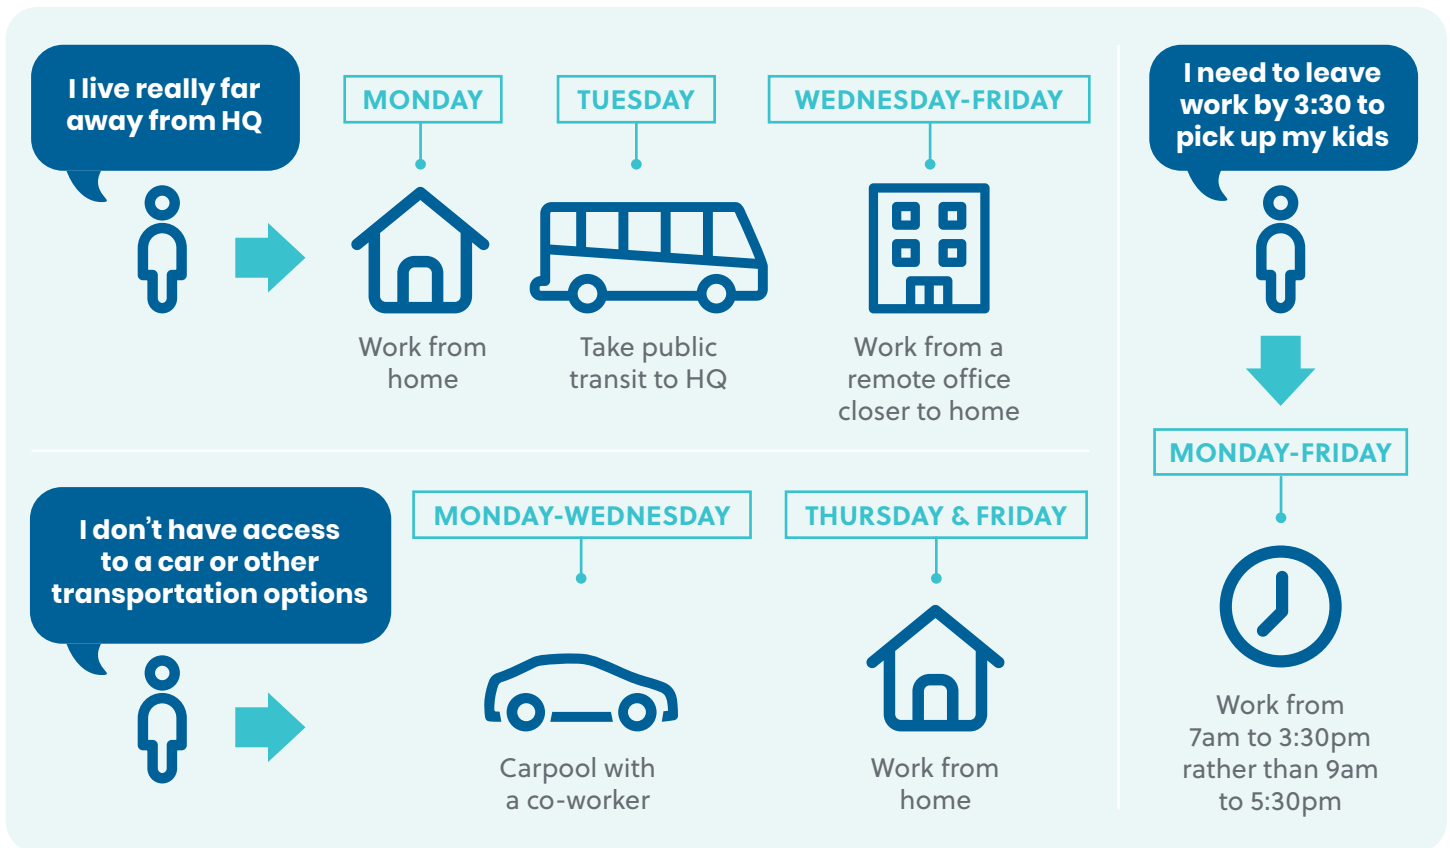 I live really far
away from HQ
MONDAY
Work from
home
TUESDAY
Take public
transit to HQ
WEDNESDAY-FRIDAY
Work from a
remote office
closer to home
I don’t have access
to a car or other
transportation options
MONDAY-WEDNESDAY
Carpool with
a co-worker
THURSDAY & FRIDAY
Work from
home
I need to leave
work by 3:30 to
pick up my kids
MONDAY-FRIDAY
Work from
7am to 3:30pm
rather than 9am
to 5:30pm